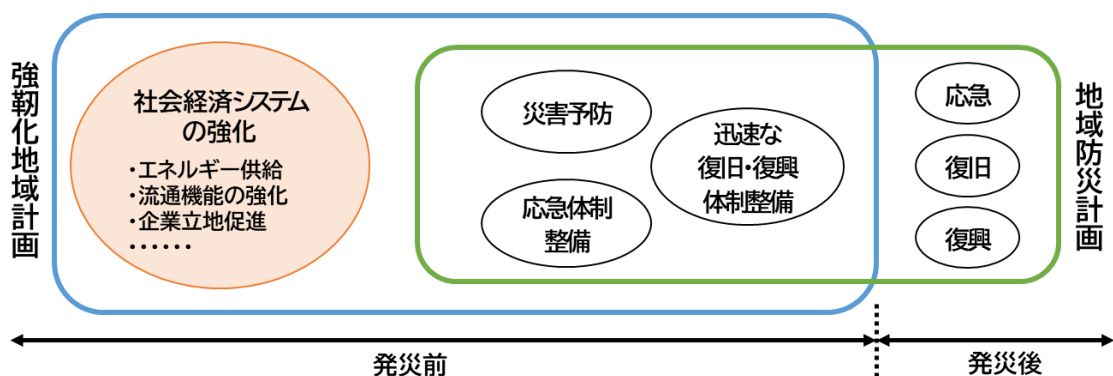 強靭化地域計画
社会経済システム
の強化
・エネルギー供給
・流通機能の強化
・企業立地促進
・・・・・・
災害予防
応急体制
整備
迅速な
復旧・復興
体制整備
応急
復旧
復興
地域防災計画
発災前
発災後